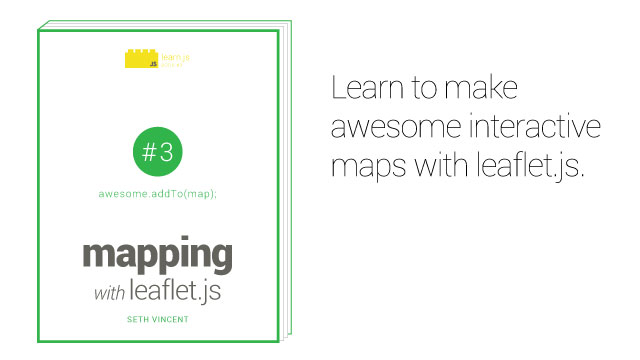 learn.js
JS
#3
awesome.addTo(map);
mapping
with leaflet.js
SETH VINCENT
Learn to make
awesome interactive
maps with leaflet.js.